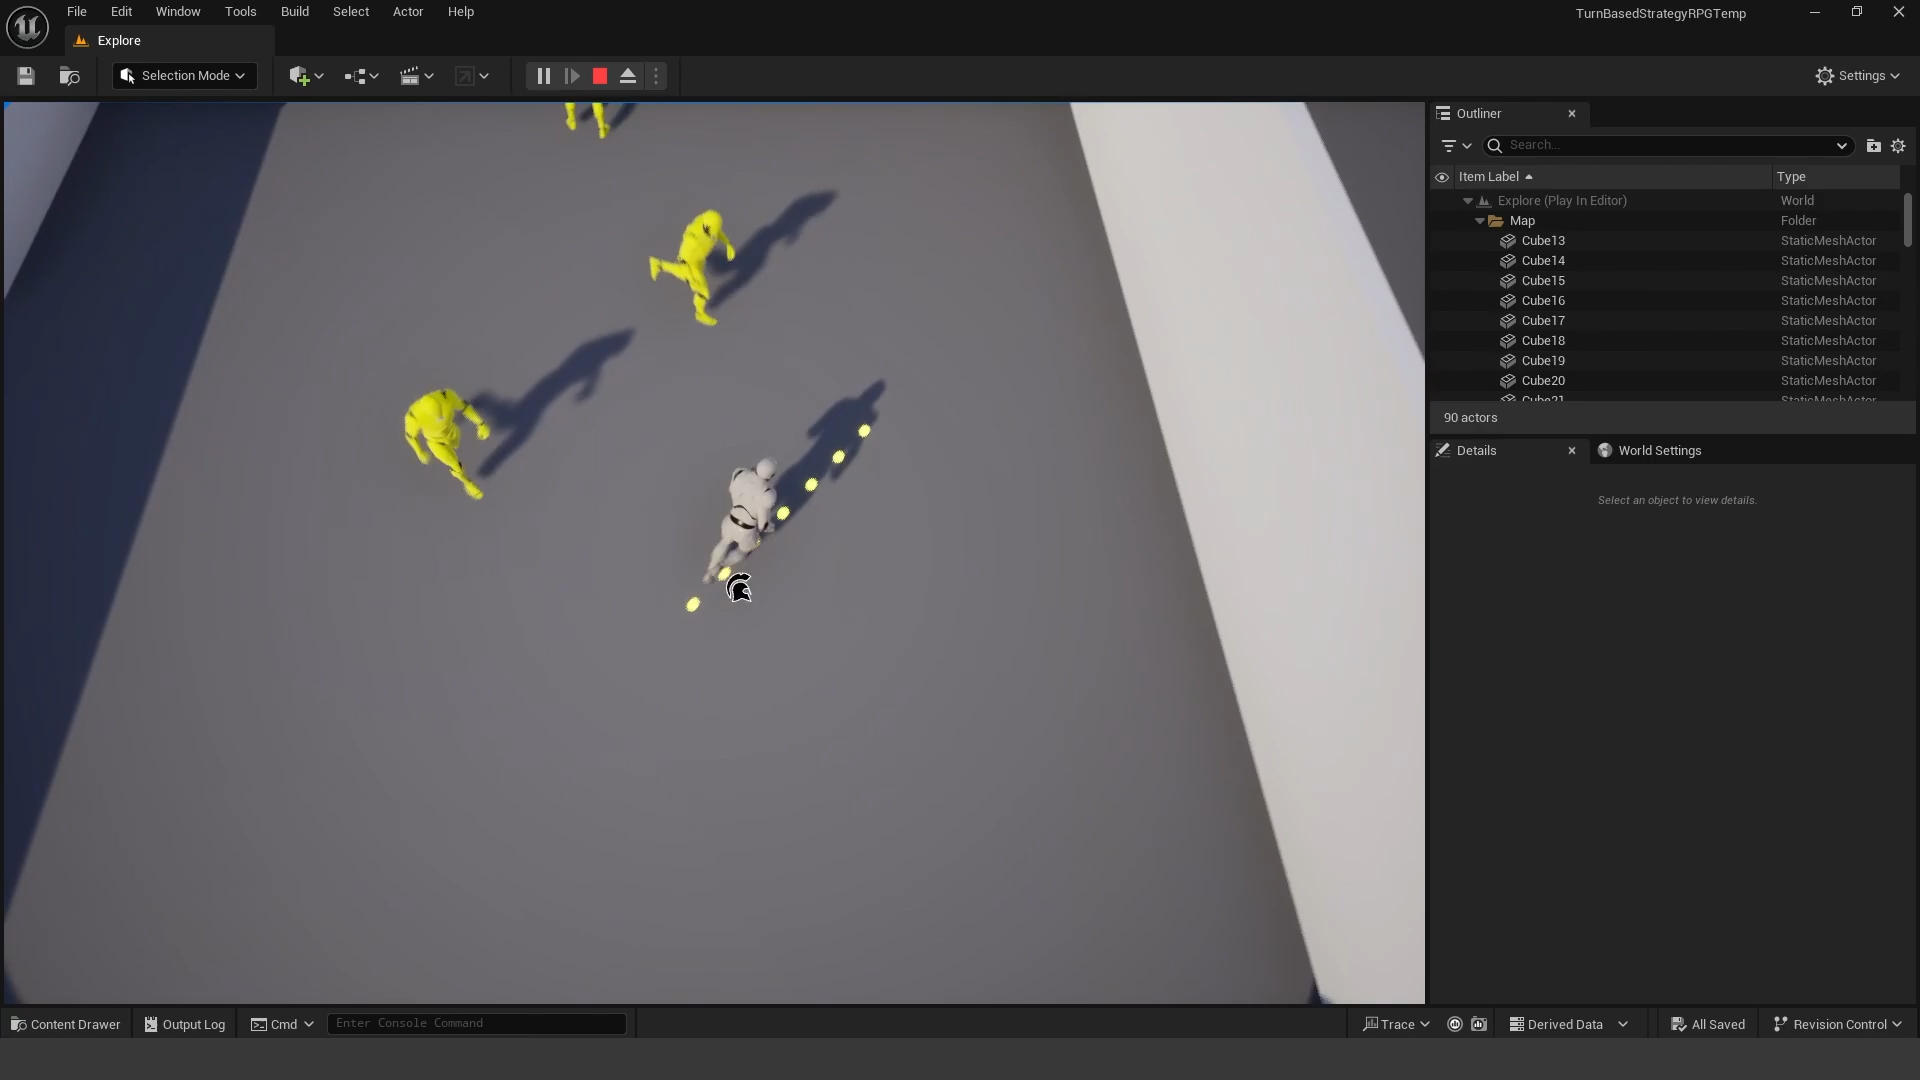 File Edit Window Tools Build Select Actor Help
TurnBasedStrategyRPGTemp
Explore
Selection Mode
Settings
Outliner
Search...
Item Label Type
Explore (Play In Editor) World
Map Folder
Cube13 StaticMeshActor
Cube14 StaticMeshActor
Cube15 StaticMeshActor
Cube16 StaticMeshActor
Cube17 StaticMeshActor
Cube18 StaticMeshActor
Cube19 StaticMeshActor
Cube20 StaticMeshActor
Cube21 StaticMeshActor
90 actors
Details World Settings
Select an object to view details.
Content Drawer Output Log Cmd Enter Console Command Trace Derived Data All Saved Revision Control